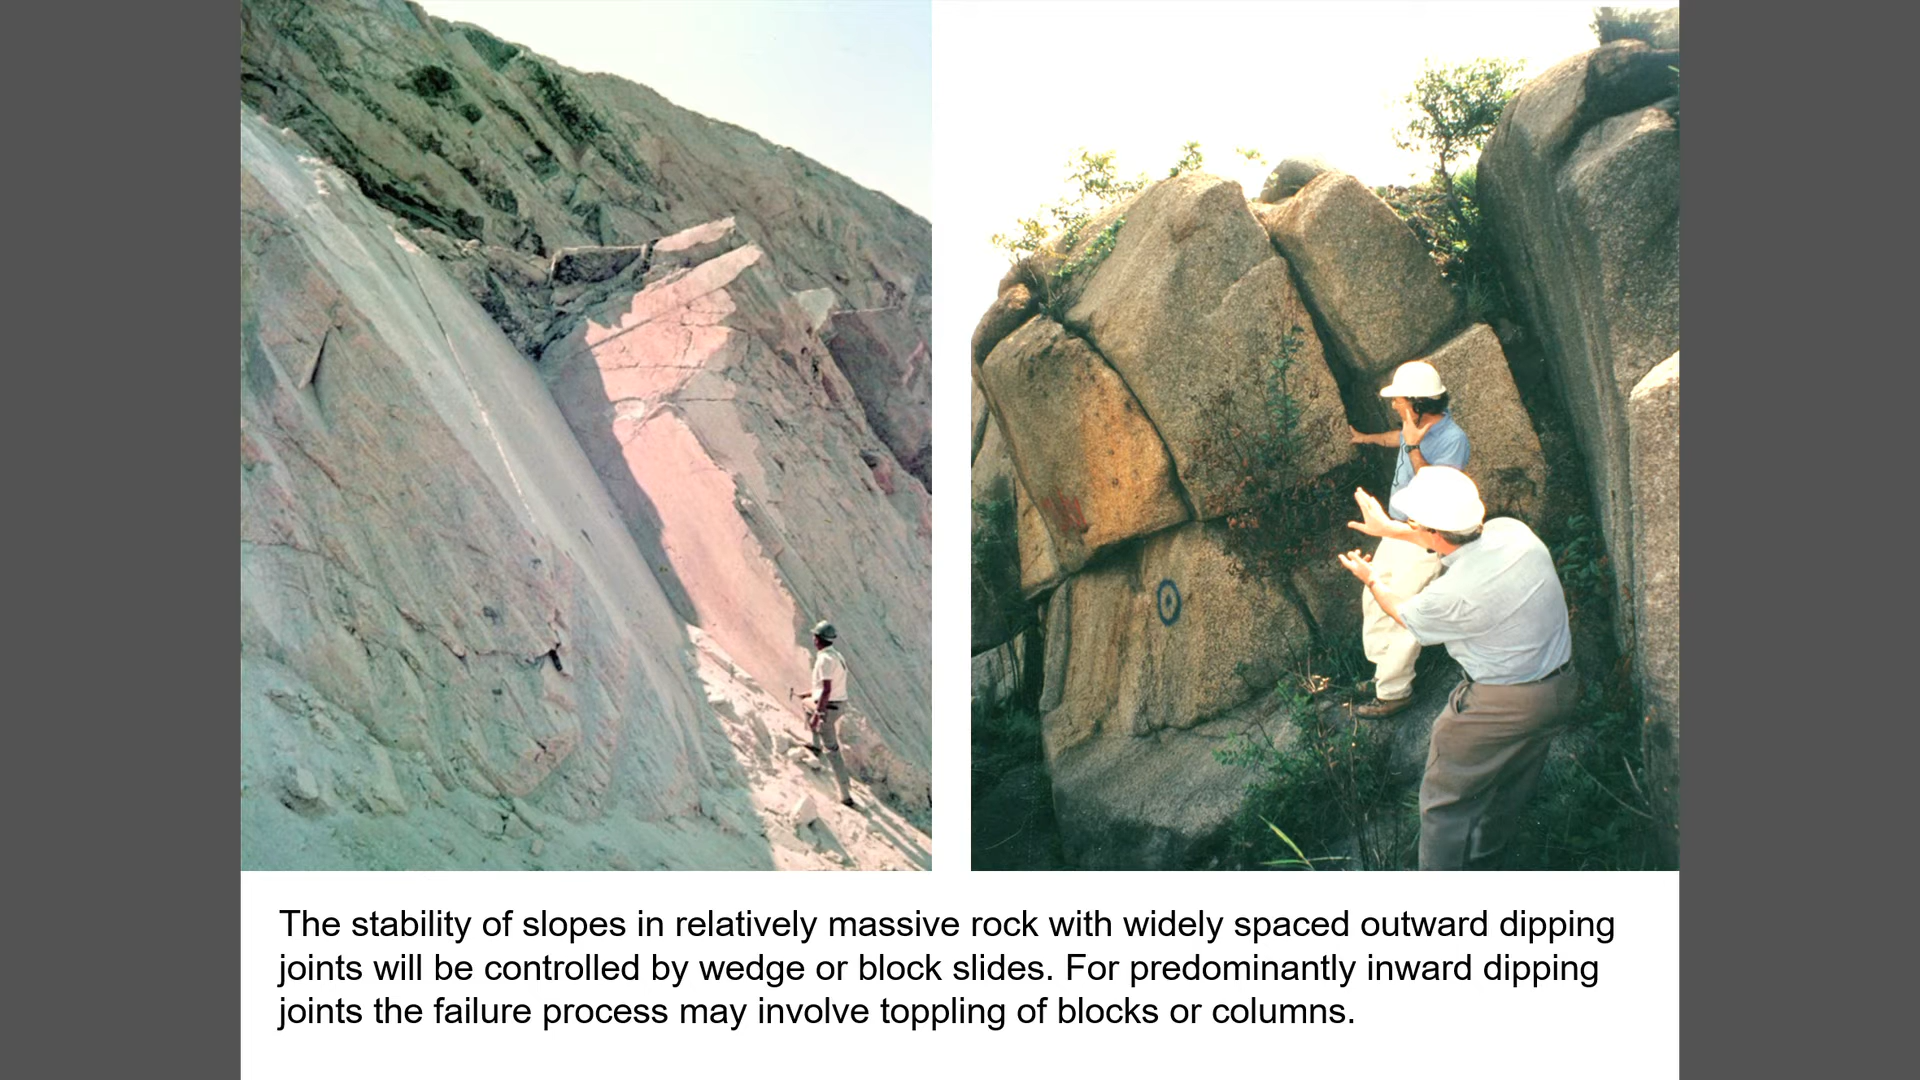 The stability of slopes in relatively massive rock with widely spaced outward dipping
joints will be controlled by wedge or block slides. For predominantly inward dipping
joints the failure process may involve toppling of blocks or columns.